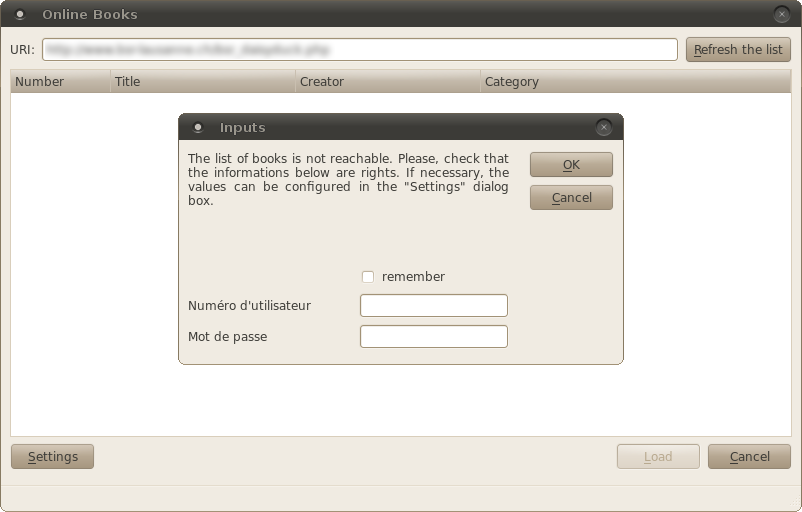 Online Books
URI:
Refresh the list
Number Title Creator Category
Inputs
The list of books is not reachable. Please, check that
the informations below are rights. If necessary, the
values can be configured in the "Settings" dialog
box.
OK
Cancel
remember
Numéro d'utilisateur
Mot de passe
Settings Load Cancel